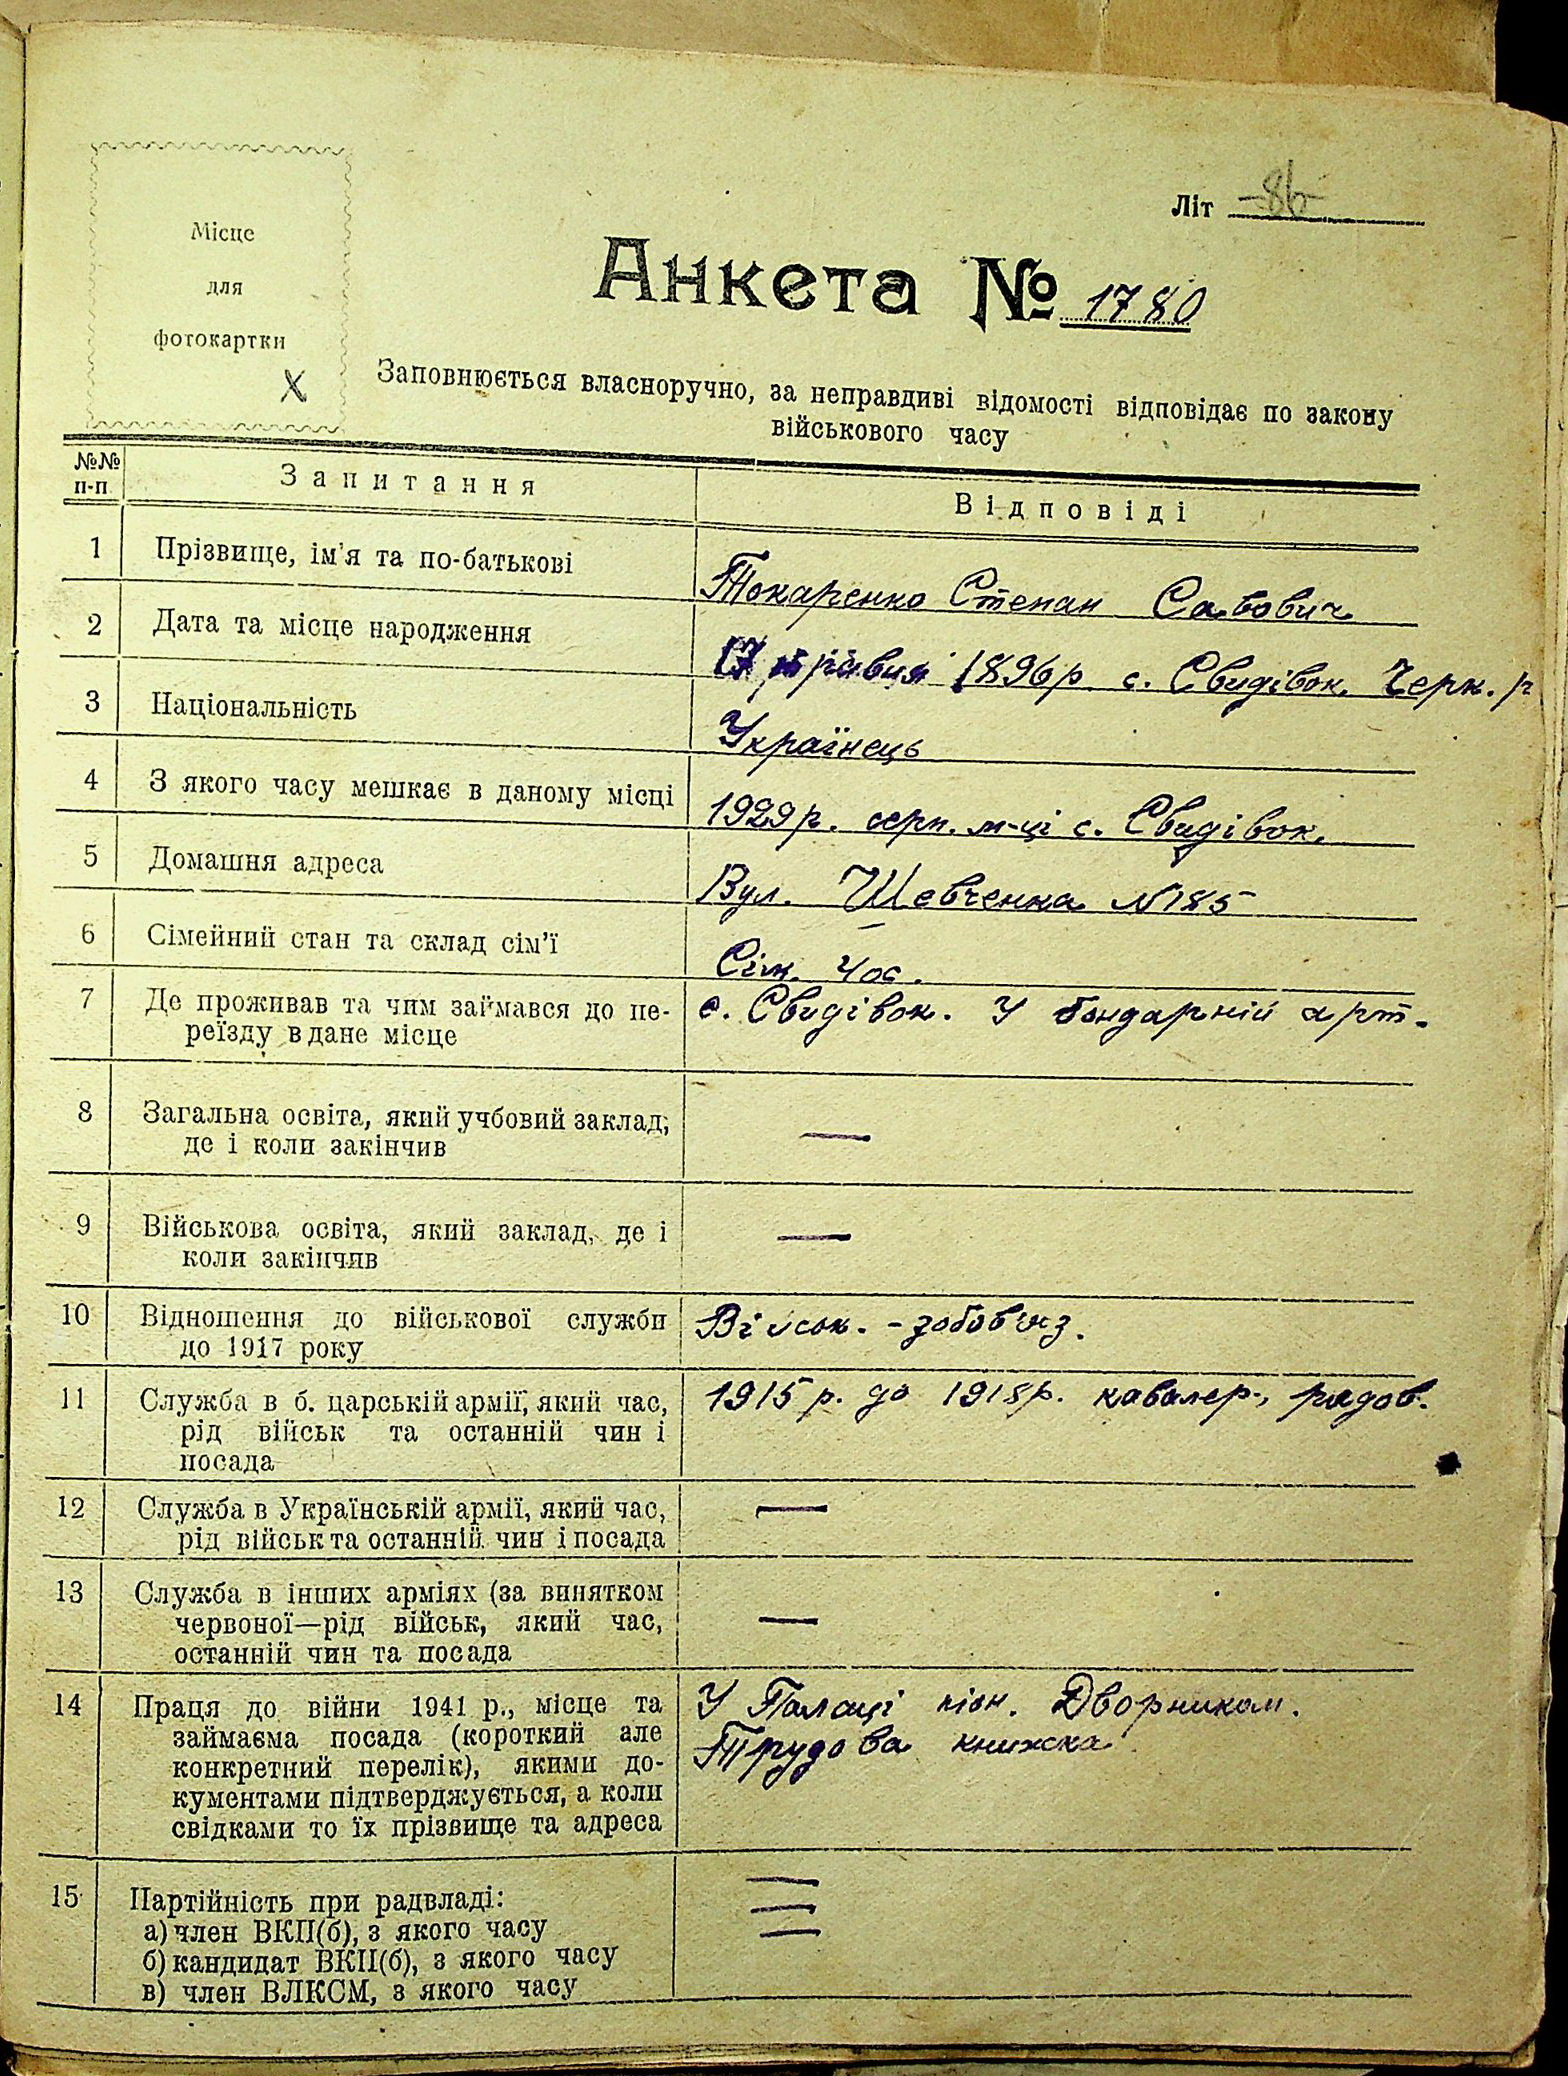 Місце
для
фотокартки
Х
Літ -86-
Анкета № 1780
Заповнюється власноручно, за неправдиві відомості відповідає по закону
військового часу
№№ п-п Запитання Відповіді
1 Прізвище, ім'я та по-батькові Токаренко Степан Савович
2 Дата та місце народження 17 травня 1896р с. Свидівок. Черк. р
3 Національність Українець
4 З якого часу мешкає в даному місці 1929р. серп. м-ці с. Свидівок.
5 Домашня адреса Вул. Шевченка №185
6 Сімейний стан та склад сім'ї Сім. 4 ос.
7 Де проживав та чим займався до пе- с. Свидівок. У бондарній арт.
реїзду в дане місце
8 Загальна освіта, який учбовий заклад; —
де і коли закінчив
9 Військова освіта, який заклад, де і —
коли закінчив
10 Відношення до військової служби Військ. - зобов'яз.
до 1917 року
11 Служба в б. царській армії, який час, 1915 р. до 1918р. кавалер., рядов.
рід військ та останній чин і
посада
12 Служба в Українській армії, який час, —
рід військ та останній чин і посада
13 Служба в інших арміях (за винятком
червоної—рід військ, який час, —
останній чин та посада
14 Праця до війни 1941 р., місце та У Палаці піон. Дворником.
займаєма посада (короткий але Трудова книжка
конкретний перелік), якими до-
кументами підтверджується, а коли
свідками то їх прізвище та адреса
15 Партійність при радвладі: —
а) член ВКП(б), з якого часу —
б) кандидат ВКП(б), з якого часу —
в) член ВЛКСМ, з якого часу